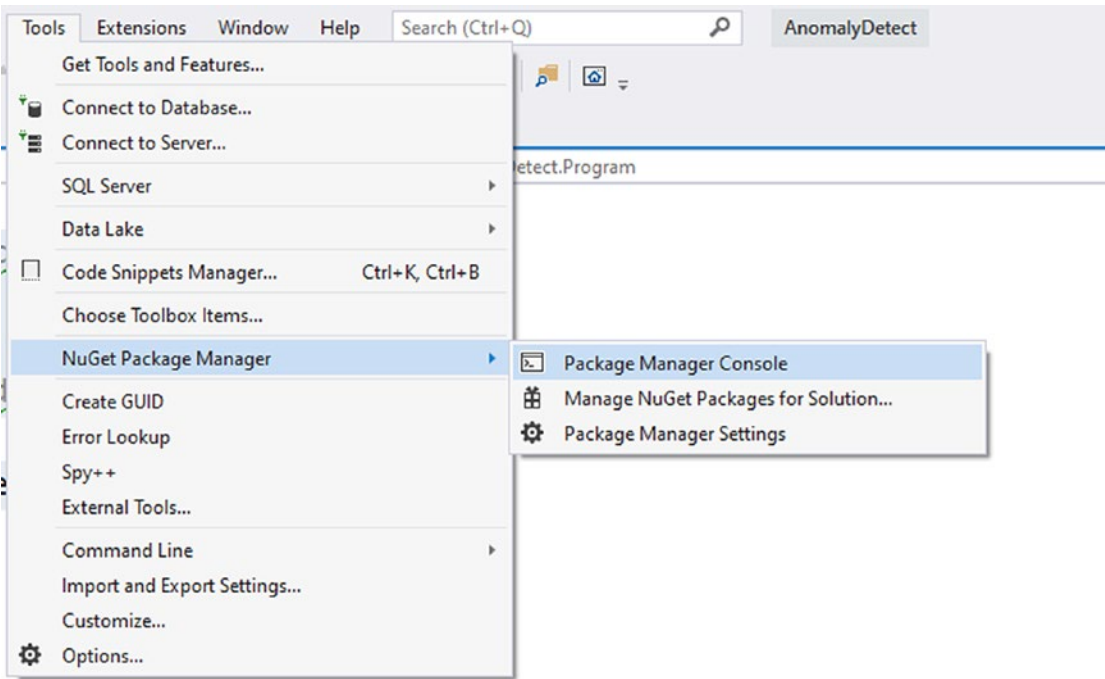 Tools Extensions Window Help Search (Ctrl+Q) AnomalyDetect
Get Tools and Features...
Connect to Database...
Connect to Server...
etect.Program
SQL Server
Data Lake
Code Snippets Manager... Ctrl+K, Ctrl+B
Choose Toolbox Items...
NuGet Package Manager
Package Manager Console
Manage NuGet Packages for Solution...
Package Manager Settings
Create GUID
Error Lookup
Spy++
External Tools...
Command Line
Import and Export Settings...
Customize...
Options...